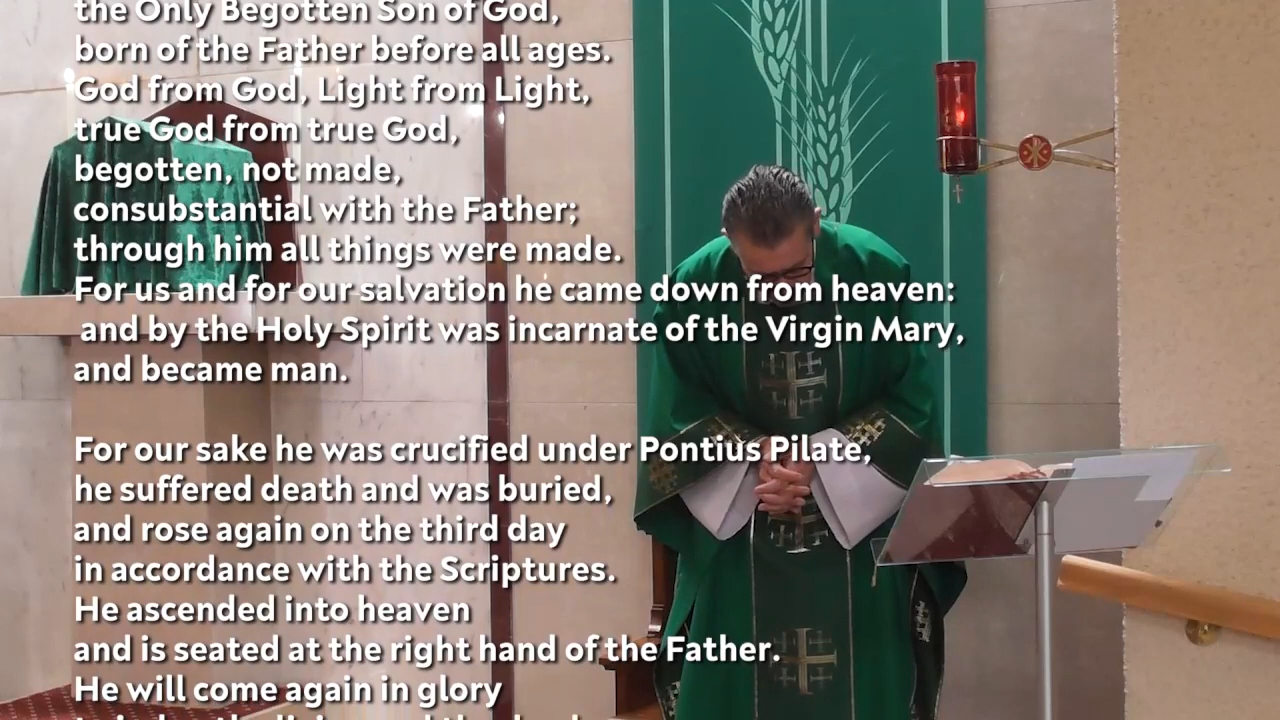 the Only Begotten Son of God,
born of the Father before all ages.
God from God, Light from Light,
true God from true God,
begotten, not made,
consubstantial with the Father;
through him all things were made.
For us and for our salvation he came down from heaven:
and by the Holy Spirit was incarnate of the Virgin Mary,
and became man.
For our sake he was crucified under Pontius Pilate,
he suffered death and was buried,
and rose again on the third day
in accordance with the Scriptures.
He ascended into heaven
and is seated at the right hand of the Father.
He will come again in glory